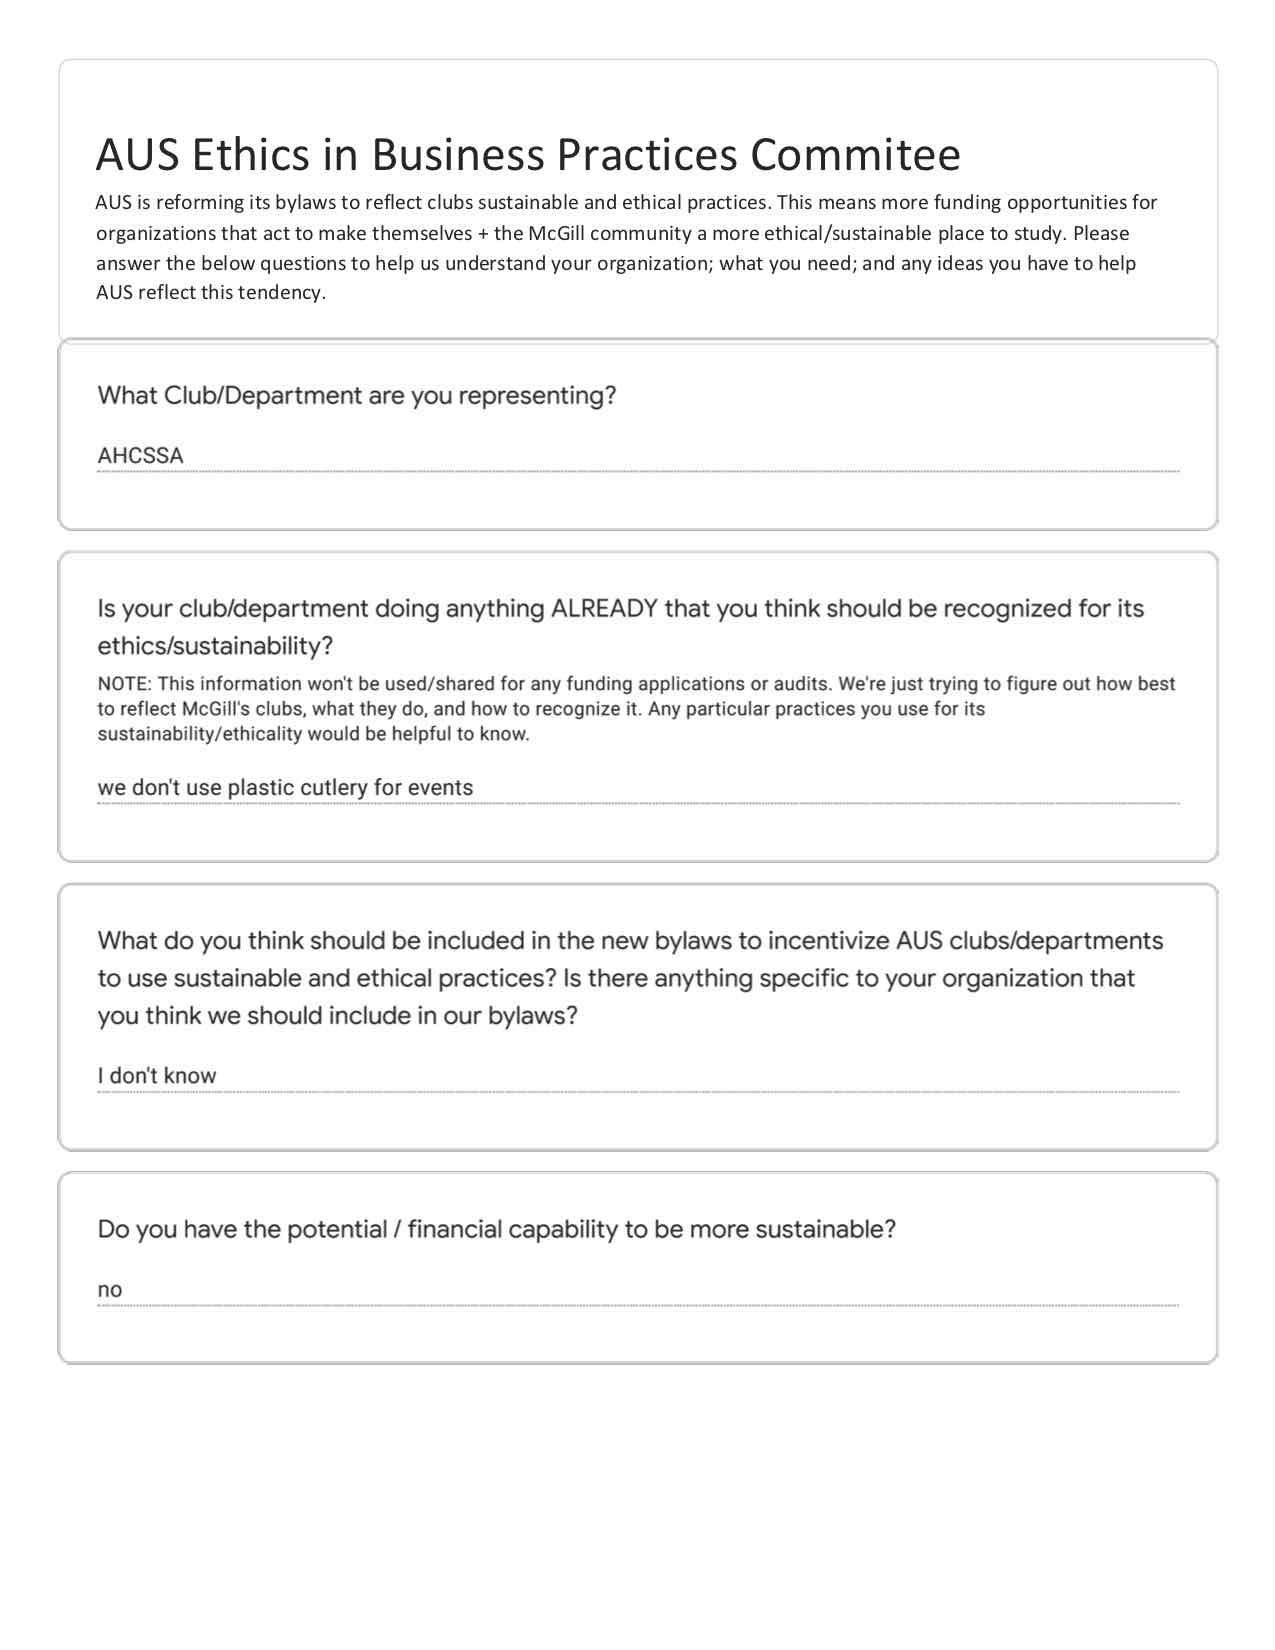 AUS Ethics in Business Practices Commitee
AUS is reforming its bylaws to reflect clubs sustainable and ethical practices. This means more funding opportunities for
organizations that act to make themselves + the McGill community a more ethical/sustainable place to study. Please
answer the below questions to help us understand your organization; what you need; and any ideas you have to help
AUS reflect this tendency.
What Club/Department are you representing?
AHCSSA
Is your club/department doing anything ALREADY that you think should be recognized for its
ethics/sustainability?
NOTE: This information won't be used/shared for any funding applications or audits. We're just trying to figure out how best
to reflect McGill's clubs, what they do, and how to recognize it. Any particular practices you use for its
sustainability/ethicality would be helpful to know.
we don't use plastic cutlery for events
What do you think should be included in the new bylaws to incentivize AUS clubs/departments
to use sustainable and ethical practices? Is there anything specific to your organization that
you think we should include in our bylaws?
I don't know
Do you have the potential / financial capability to be more sustainable?
no